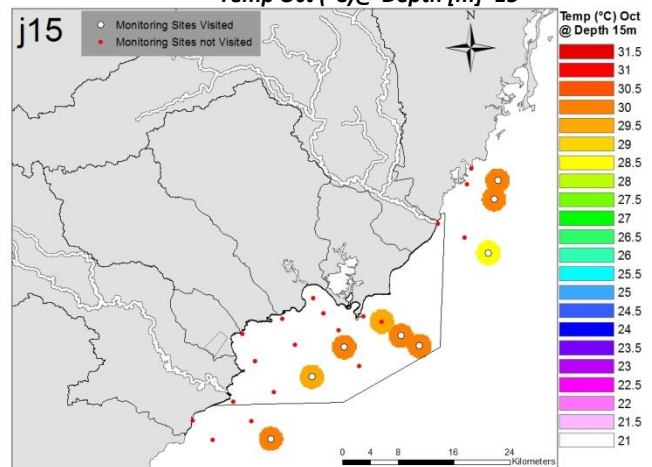 Temp Oct (°C)@ Depth [m]
j15
Monitoring Sites Visited
Monitoring Sites not Visited
Temp (°C) Oct
@ Depth 15m
31.5
31
30.5
30
29.5
29
28.5
28
27.5
27
26.5
26
25.5
25
24.5
24
23.5
23
22.5
22
21.5
21
0 4 8 16 24
Kilometers